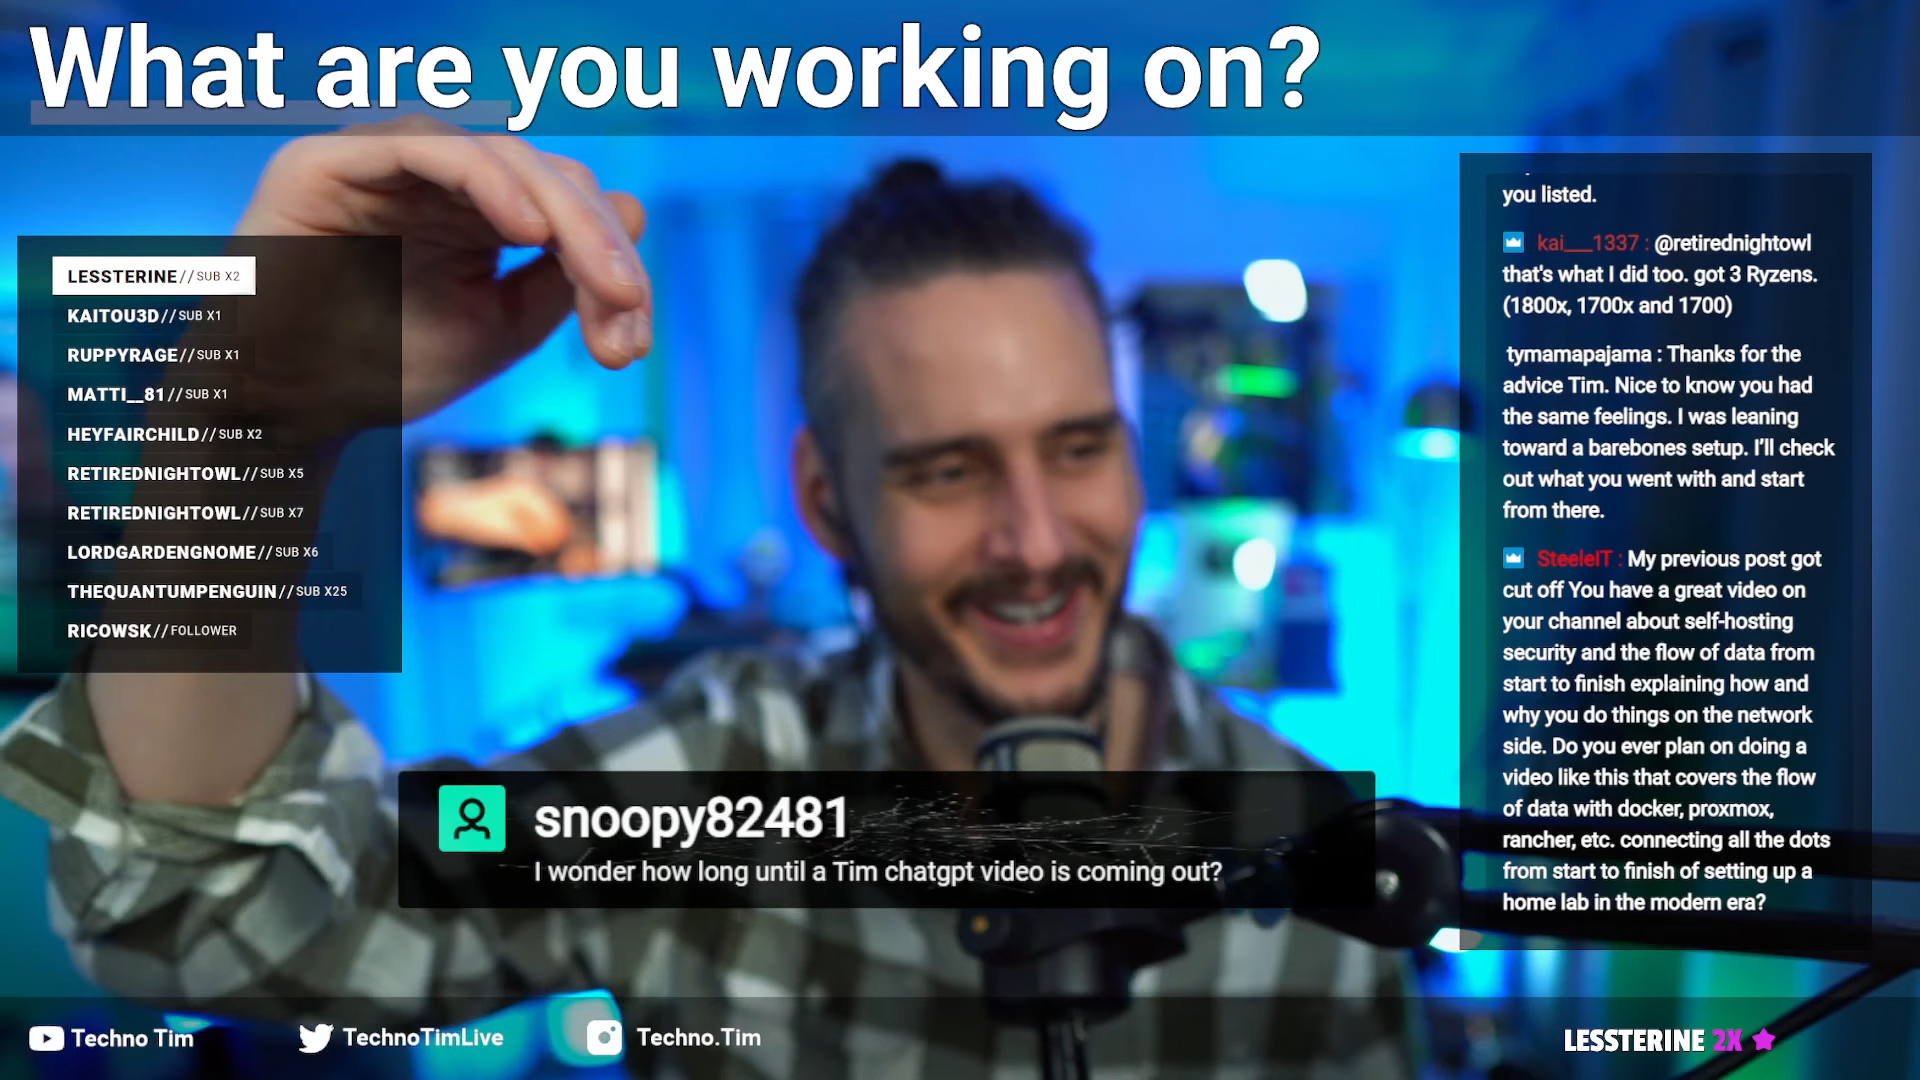 What are you working on?
LESSTERINE//SUB X2
KAITOU3D//SUB X1
RUPPYRAGE//SUB X1
MATTI__81//SUB X1
HEYFAIRCHILD//SUB X2
RETIREDNIGHTOWL//SUB X5
RETIREDNIGHTOWL//SUB X7
LORDGARDENGNOME//SUB X6
THEQUANTUMPENGUIN//SUB X25
RICOWSK//FOLLOWER
you listed.
kai___1337 : @retirednightowl
that's what I did too. got 3 Ryzens.
(1800x, 1700x and 1700)
tymamapajama : Thanks for the
advice Tim. Nice to know you had
the same feelings. I was leaning
toward a barebones setup. I'll check
out what you went with and start
from there.
SteeleIT : My previous post got
cut off You have a great video on
your channel about self-hosting
security and the flow of data from
start to finish explaining how and
why you do things on the network
side. Do you ever plan on doing a
video like this that covers the flow
of data with docker, proxmox,
rancher, etc. connecting all the dots
from start to finish of setting up a
home lab in the modern era?
snoopy82481
I wonder how long until a Tim chatgpt video is coming out?
Techno Tim
TechnoTimLive
Techno.Tim
LESSTERINE 2X